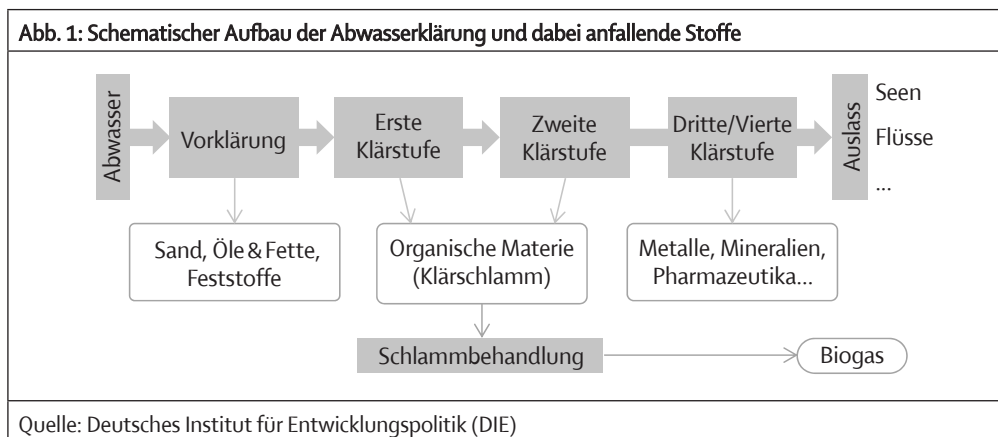 Abb. 1: Schematischer Aufbau der Abwasserklärung und dabei anfallende Stoffe
Abwasser
Vorklärung
Erste
Klärstufe
Zweite
Klärstufe
Dritte/Vierte
Klärstufe
Auslass
Seen
Flüsse
...
Sand, Öle & Fette,
Feststoffe
Organische Materie
(Klärschlamm)
Metalle, Mineralien,
Pharmazeutika...
Schlammbehandlung
Biogas
Quelle: Deutsches Institut für Entwicklungspolitik (DIE)